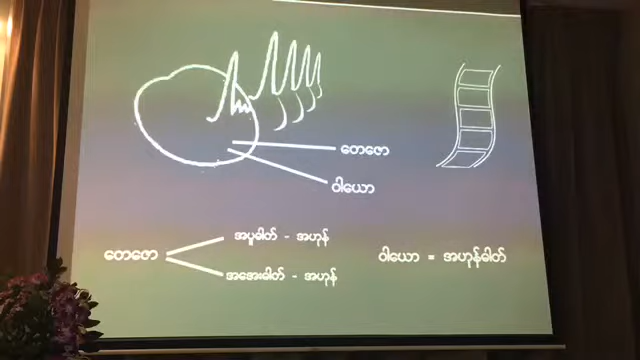 တေဇော
ဝါယော
အပူဓါတ် - အဟုန်
တေဇော
ဝါယော = အဟုန်ဓါတ်
အအေးဓါတ် - အဟုန်